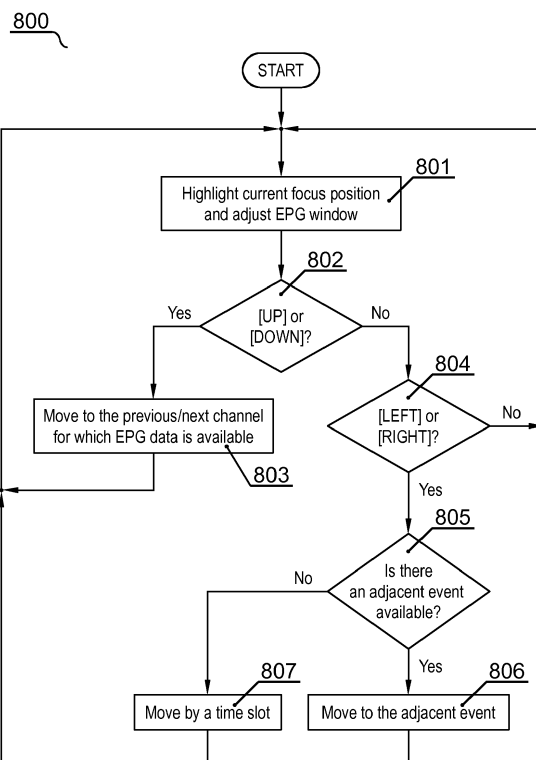 800
START
801
Highlight current focus position
and adjust EPG window
802
Yes
No
[UP] or
[DOWN]?
804
Move to the previous/next channel
for which EPG data is available
803
[LEFT] or
[RIGHT]?
No
Yes
805
Is there
an adjacent event
available?
No
Yes
807
806
Move by a time slot
Move to the adjacent event